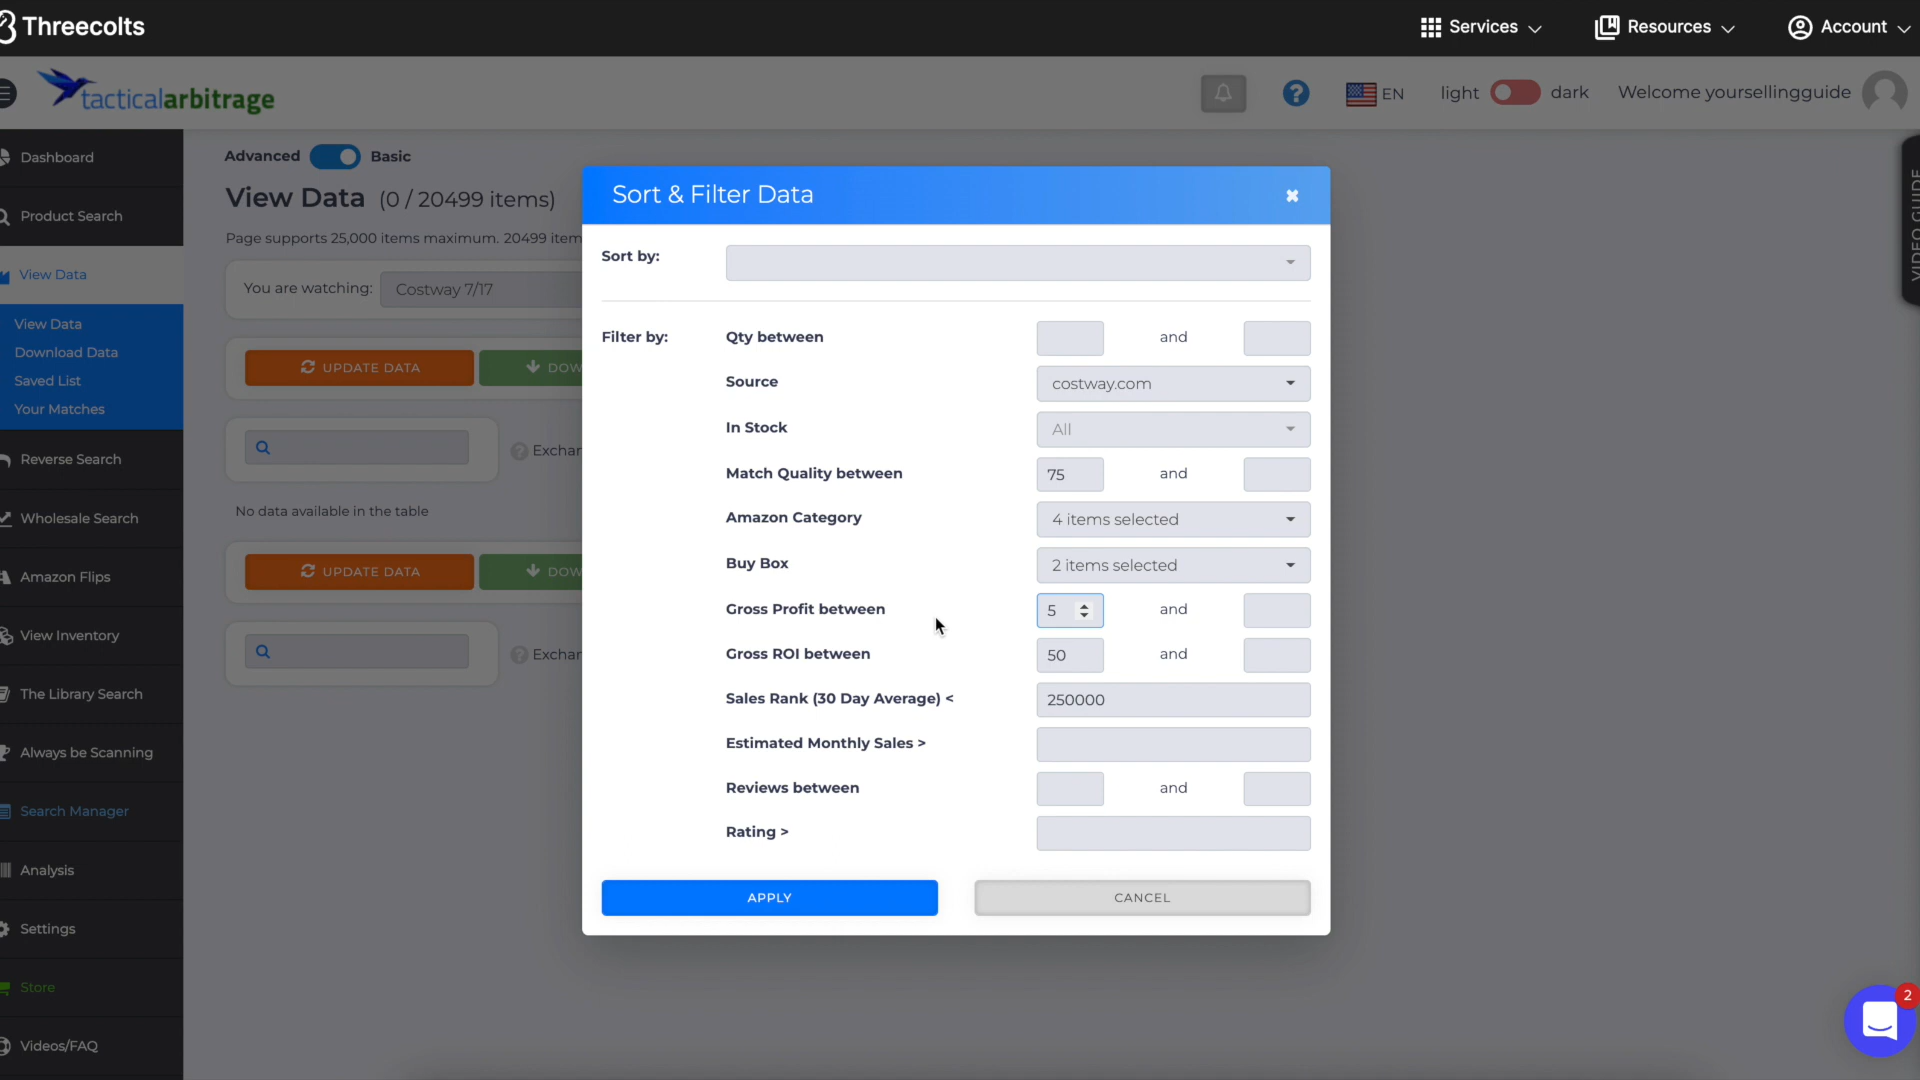 Threecolts
Services
Resources
Account
tacticalarbitrage
EN
light
dark
Welcome yoursellingguide
Dashboard
Product Search
View Data
View Data
Download Data
Saved List
Your Matches
Reverse Search
Wholesale Search
Amazon Flips
View Inventory
The Library Search
Always be Scanning
Search Manager
Analysis
Settings
Store
Videos/FAQ
Advanced
Basic
View Data (0 / 20499 items)
Page supports 25,000 items maximum. 20499 item
You are watching: Costway 7/17
UPDATE DATA
DOW
Exchar
No data available in the table
UPDATE DATA
DOW
Exchar
Sort & Filter Data
Sort by:
Filter by:
Qty between and
Source costway.com
In Stock All
Match Quality between 75 and
Amazon Category 4 items selected
Buy Box 2 items selected
Gross Profit between 5 and
Gross ROI between 50 and
Sales Rank (30 Day Average) < 250000
Estimated Monthly Sales >
Reviews between and
Rating >
APPLY
CANCEL
VIDEO GUIDE
2